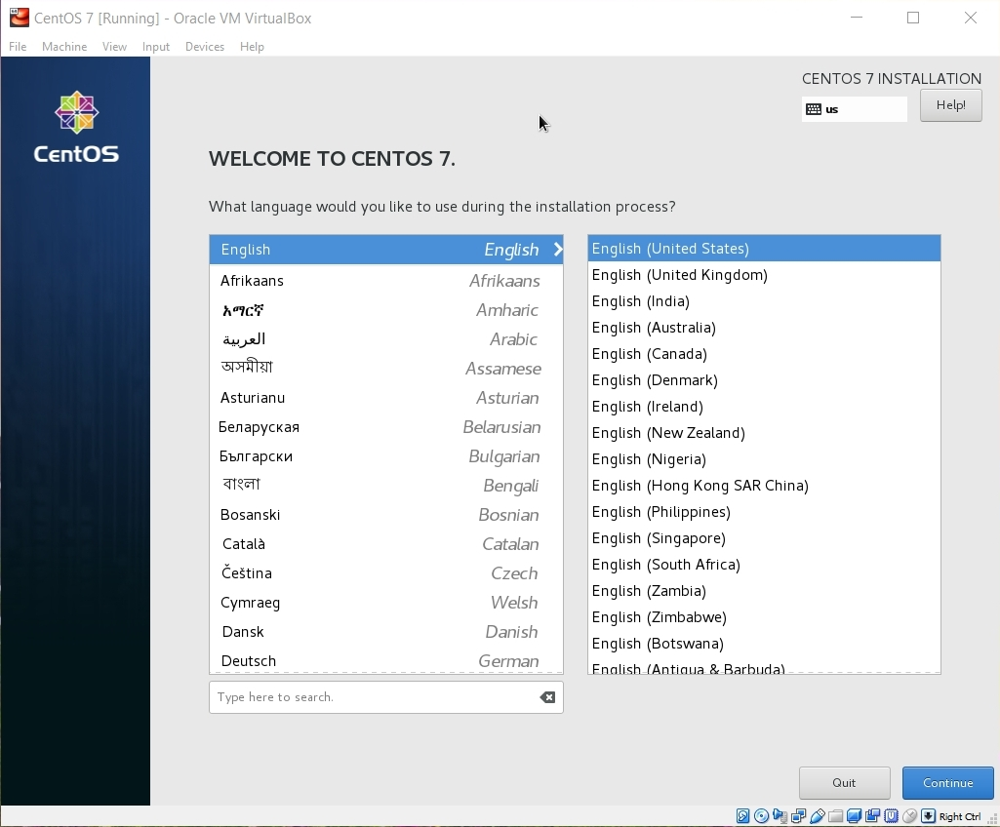 CentOS 7 [Running] - Oracle VM VirtualBox
File Machine View Input Devices Help
CENTOS 7 INSTALLATION
us Help!
CentOS
WELCOME TO CENTOS 7.
What language would you like to use during the installation process?
English English
Afrikaans Afrikaans
አማርኛ Amharic
العربية Arabic
অসমীয়া Assamese
Asturianu Asturian
Беларуская Belarusian
Български Bulgarian
বাংলা Bengali
Bosanski Bosnian
Català Catalan
Čeština Czech
Cymraeg Welsh
Dansk Danish
Deutsch German
Type here to search.
English (United States)
English (United Kingdom)
English (India)
English (Australia)
English (Canada)
English (Denmark)
English (Ireland)
English (New Zealand)
English (Nigeria)
English (Hong Kong SAR China)
English (Philippines)
English (Singapore)
English (South Africa)
English (Zambia)
English (Zimbabwe)
English (Botswana)
English (Antigua & Barbuda)
Quit Continue
Right Ctrl